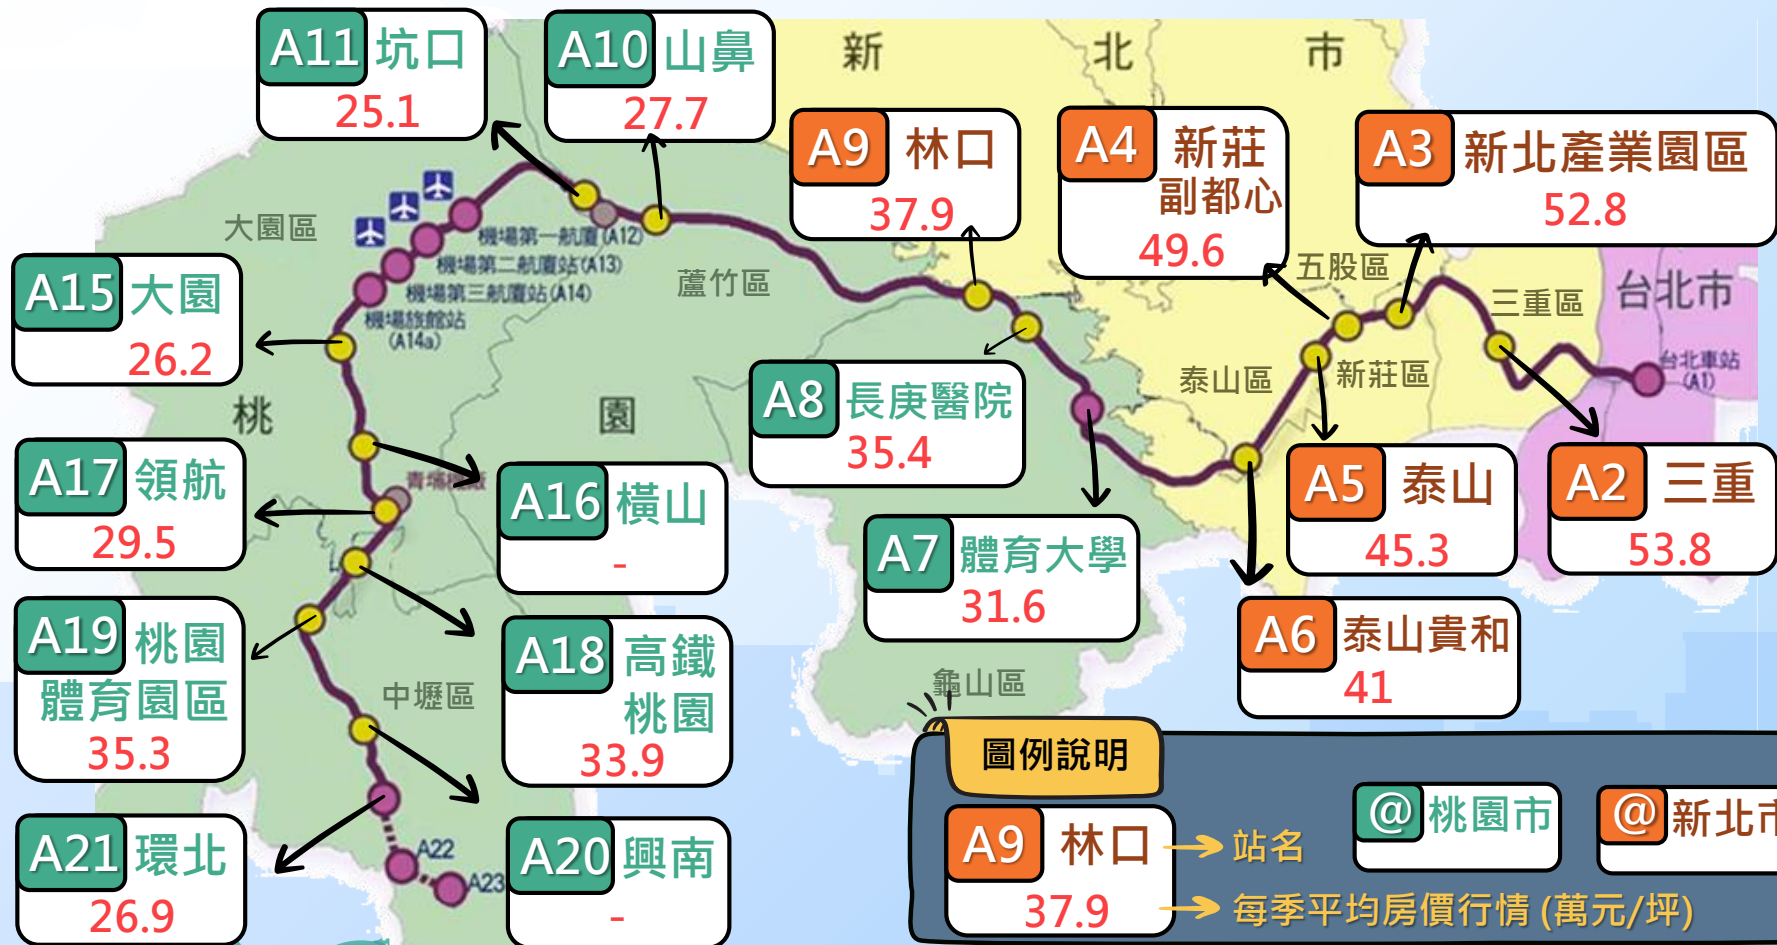 A11 坑口
25.1
A10 山鼻
27.7
新北市
A9 林口
37.9
A4 新莊
副都心
49.6
A3 新北產業園區
52.8
大園區
機場第一航廈(A12)
機場第二航廈站(A13)
機場第三航廈站(A14)
機場旅館站
(A14a)
蘆竹區
五股區
三重區
台北市
台北車站
(A1)
A15 大園
26.2
泰山區
新莊區
桃園
A8 長庚醫院
35.4
A17 領航
29.5
A16 橫山
-
A7 體育大學
31.6
A5 泰山
45.3
A2 三重
53.8
A19 桃園
體育園區
35.3
A18 高鐵
桃園
33.9
A6 泰山貴和
41
中壢區
龜山區
A21 環北
26.9
A22
A23
A20 興南
-
圖例說明
A9 林口
37.9
站名
每季平均房價行情 (萬元/坪)
@ 桃園市
@ 新北市